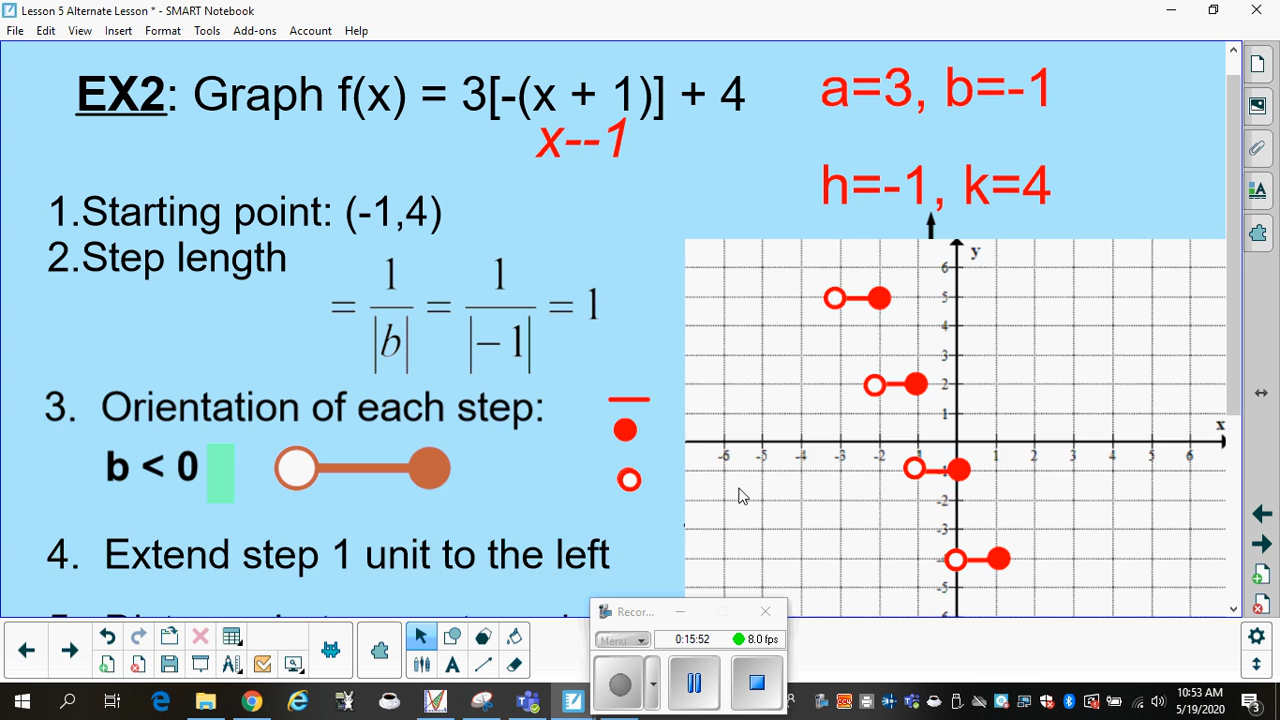 Lesson 5 Alternate Lesson * - SMART Notebook
File Edit View Insert Format Tools Add-ons Account Help
EX2: Graph f(x) = 3[-(x + 1)] + 4
x--1
a=3, b=-1
h=-1, k=4
1.Starting point: (-1,4)
2.Step length
= 1/|b| = 1/|-1| = 1
3. Orientation of each step:
b < 0
4. Extend step 1 unit to the left
y
6
5
4
3
2
1
x
-6 -5 -4 -3 -2 -1 1 2 3 4 5 6
-1
-2
-3
-5
Recor...
Menu
0:15:52
8.0 fps
10:53 AM
5/19/2020